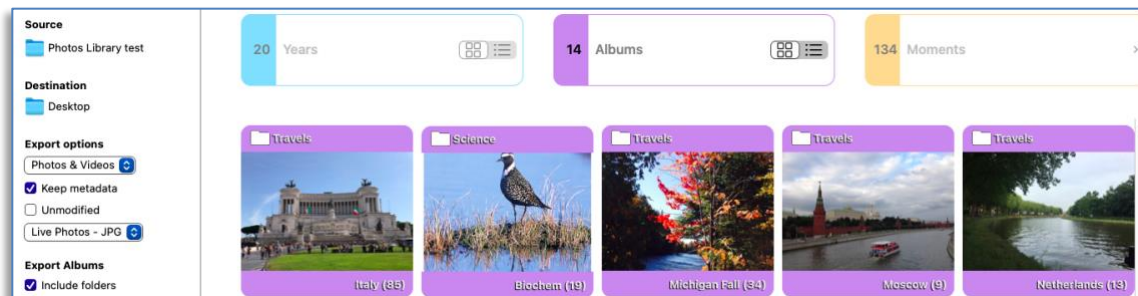 Source
Photos Library test
Destination
Desktop
Export options
Photos & Videos
Keep metadata
Unmodified
Live Photos - JPG
Export Albums
Include folders
20 Years
14 Albums
134 Moments
Travels
Italy (85)
Science
Biochem (19)
Travels
Michigan Fall (34)
Travels
Moscow (9)
Travels
Netherlands (13)